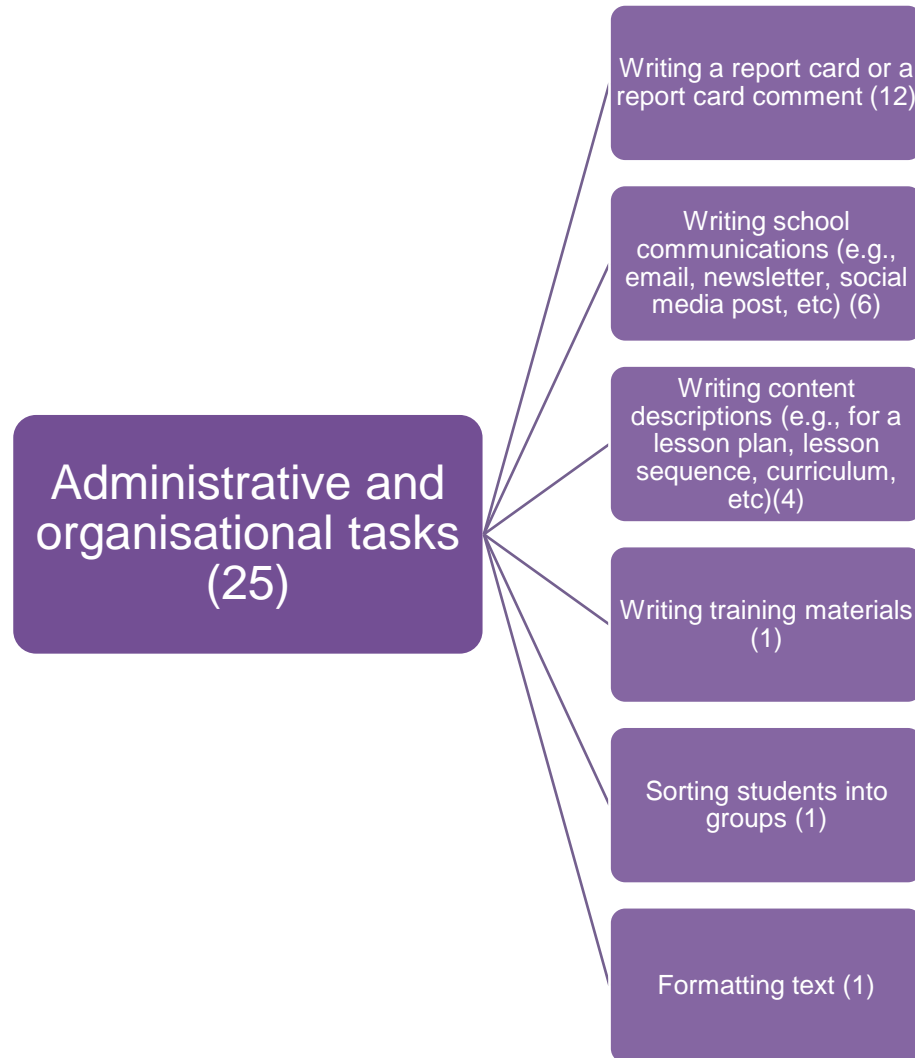 Administrative and
organisational tasks
(25)
Writing a report card or a
report card comment (12)
Writing school
communications (e.g.,
email, newsletter, social
media post, etc) (6)
Writing content
descriptions (e.g., for a
lesson plan, lesson
sequence, curriculum,
etc)(4)
Writing training materials
(1)
Sorting students into
groups (1)
Formatting text (1)